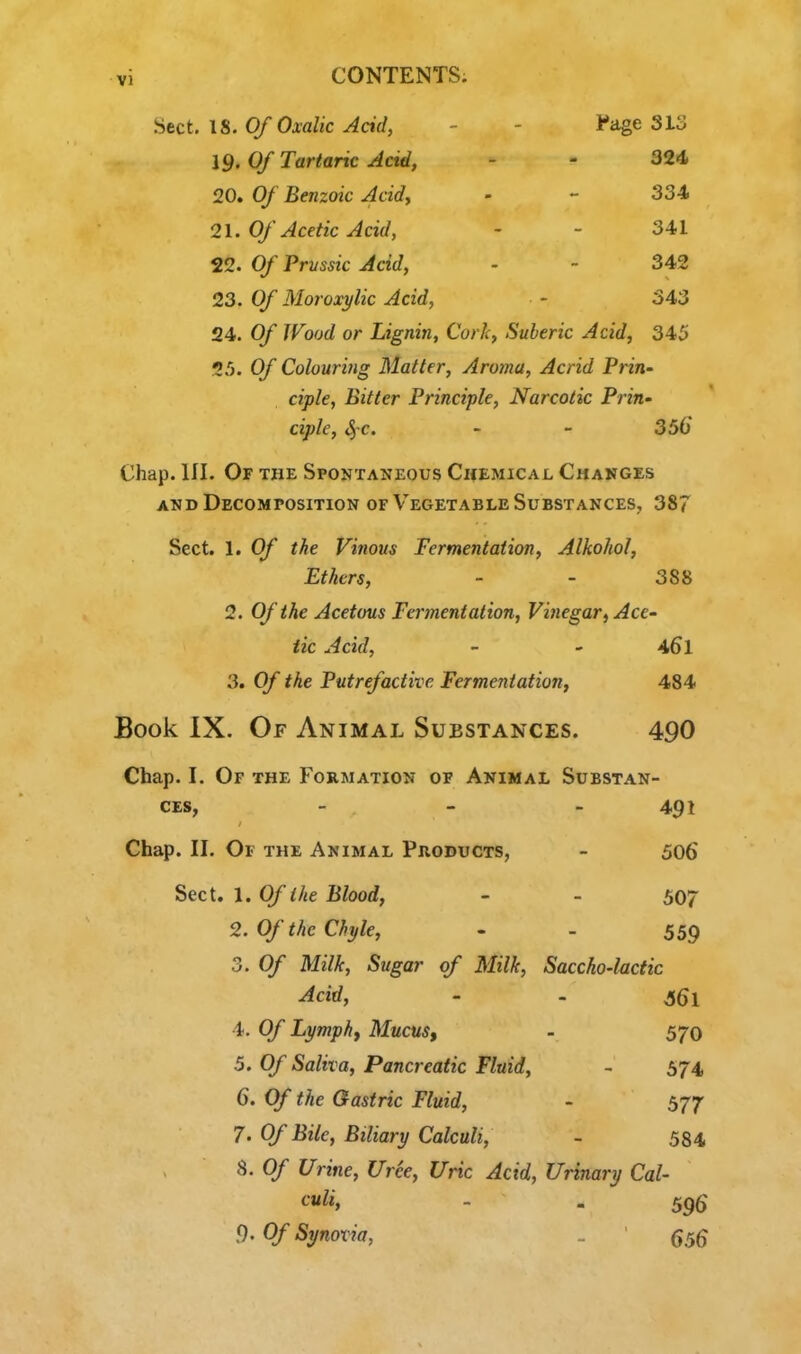 vi CONTENTS.
Sect. 18. Of Oxalic Acid, - - Page 313
19. Of Tartaric Acid, - - 324
20. Of Benzoic Acid, - - 334
21. Of Acetic Acid, - - 341
22. Of Prussic Acid, - - 342
23. Of Moroxylic Acid, - 343
24. Of Wood or Lignin, Cork, Suberic Acid, 345
25. Of Colouring Matter, Aroma, Acrid Prin-
ciple, Bitter Principle, Narcotic Prin-
ciple, &c. - - 356
Chap. III. Of the Spontaneous Chemical Changes
and Decomposition of Vegetable Substances, 387
Sect. 1. Of the Vinous Fermentation, Alkohol,
Ethers, - - 388
2. Of the Acetous Fermentation, Vinegar, Ace-
tic Acid, - - 461
3. Of the Putrefactive Fermentation, 484
Book IX. Of Animal Substances. 490
Chap. I. Of the Formation of Animal Substan-
ces, - - - 491
Chap. II. Of the Animal Products, - 506
Sect. 1. Of the Blood, - - 507
2. Of the Chyle, - - 559
3. Of Milk, Sugar of Milk, Saccho-lactic
Acid, - - 561
4. Of Lymph, Mucus, - 570
5. Of Saliva, Pancreatic Fluid, - 574
6. Of the Gastric Fluid, - 577
7. Of Bile, Biliary Calculi, - 584
8. Of Urine, Urée, Uric Acid, Urinary Cal-
culi, - - 596
9. Of Synovia, - 656